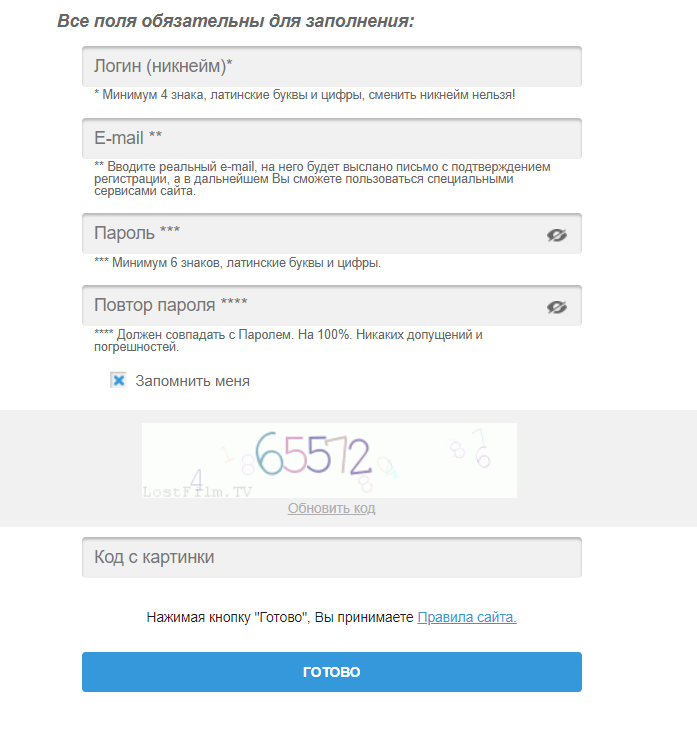 Все поля обязательны для заполнения:
Логин (никнейм)*
* Минимум 4 знака, латинские буквы и цифры, сменить никнейм нельзя!
E-mail **
** Вводите реальный e-mail, на него будет выслано письмо с подтверждением
регистрации, а в дальнейшем Вы сможете пользоваться специальными
сервисами сайта.
Пароль ***
*** Минимум 6 знаков, латинские буквы и цифры.
Повтор пароля ****
**** Должен совпадать с Паролем. На 100%. Никаких допущений и
погрешностей.
Запомнить меня
65572
LostFilm.TV
Обновить код
Код с картинки
Нажимая кнопку "Готово", Вы принимаете Правила сайта.
ГОТОВО